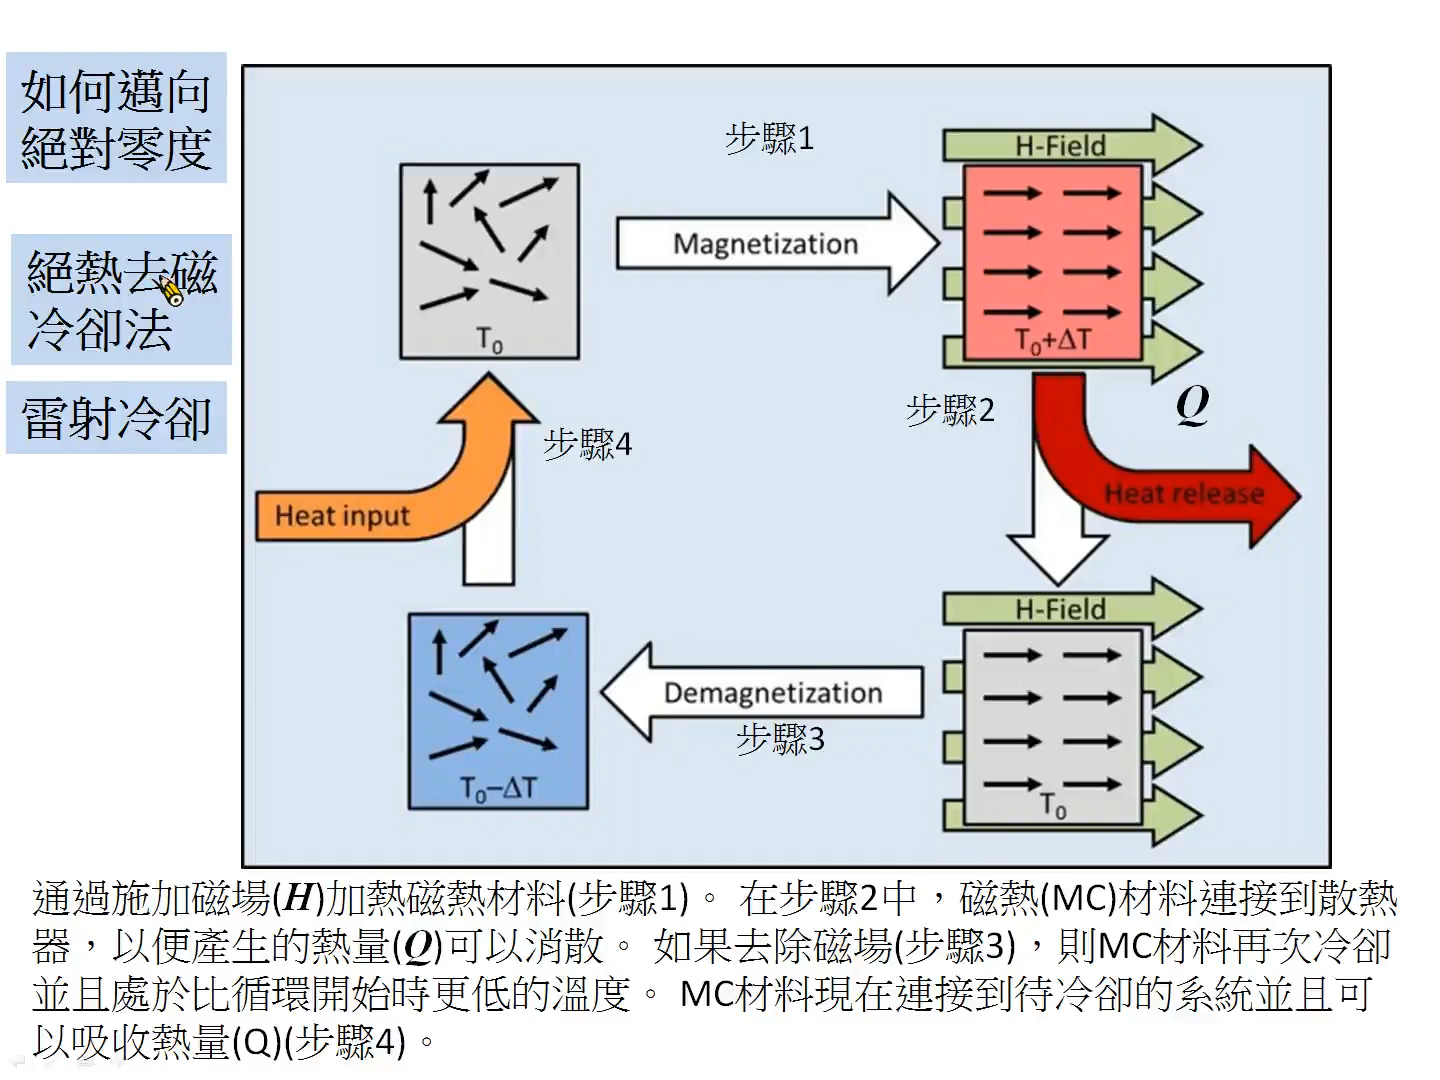 如何邁向
絕對零度
絕熱去磁
冷卻法
雷射冷卻
步驟1
H-Field
Magnetization
T₀
T₀+ΔT
步驟2
Q
步驟4
Heat release
Heat input
H-Field
Demagnetization
步驟3
T₀−ΔT
T₀
通過施加磁場(H)加熱磁熱材料(步驟1)。 在步驟2中，磁熱(MC)材料連接到散熱
器，以便產生的熱量(Q)可以消散。 如果去除磁場(步驟3)，則MC材料再次冷卻
並且處於比循環開始時更低的溫度。 MC材料現在連接到待冷卻的系統並且可
以吸收熱量(Q)(步驟4)。